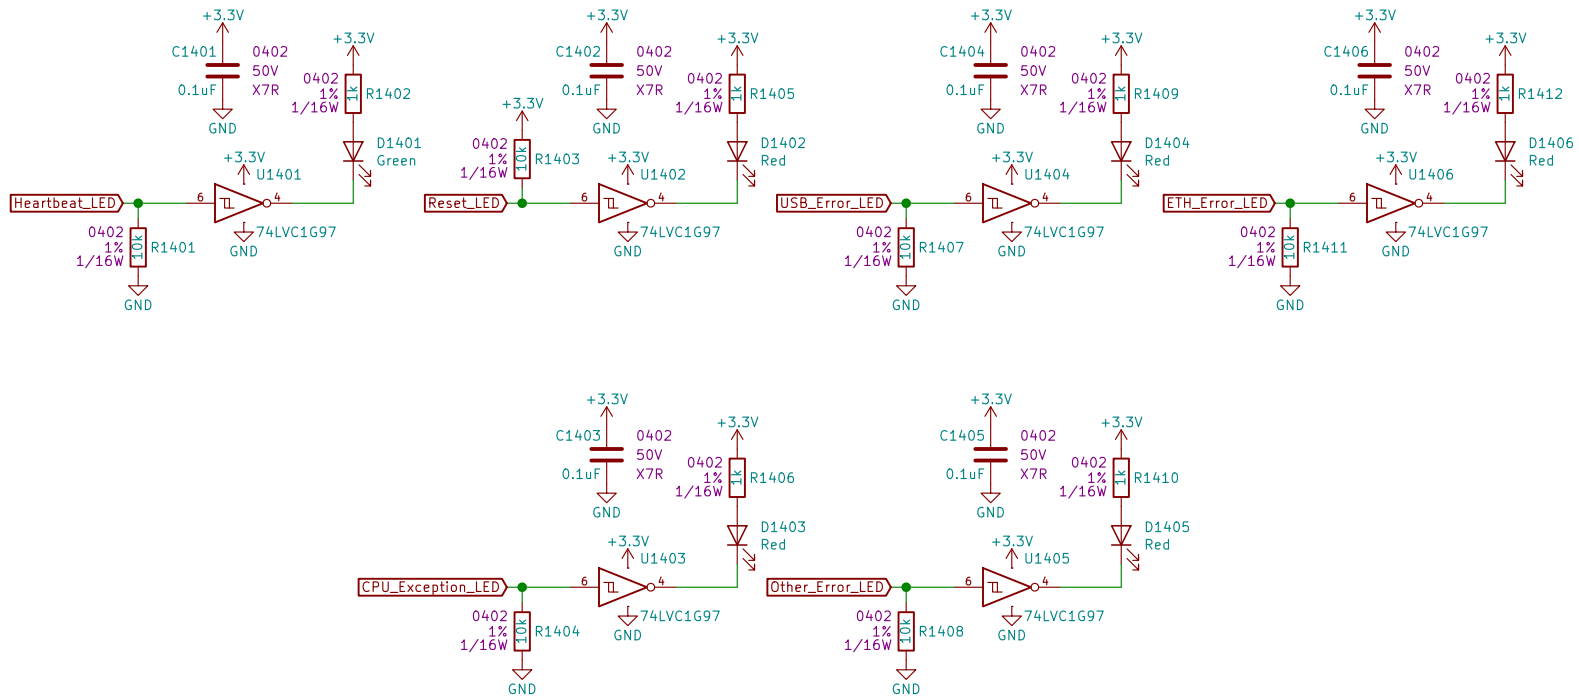 +3.3V
C1401
0402
50V
X7R
0.1uF
GND
+3.3V
0402
1%
1/16W
1k
R1402
D1401
Green
+3.3V
U1401
Heartbeat_LED
6
4
74LVC1G97
GND
0402
1%
1/16W
10k
R1401
GND
+3.3V
C1402
0402
50V
X7R
0.1uF
GND
+3.3V
0402
1%
1/16W
1k
R1405
D1402
Red
+3.3V
0402
1%
1/16W
10k
R1403
+3.3V
U1402
Reset_LED
6
4
74LVC1G97
GND
+3.3V
C1404
0402
50V
X7R
0.1uF
GND
+3.3V
0402
1%
1/16W
1k
R1409
D1404
Red
+3.3V
U1404
USB_Error_LED
6
4
74LVC1G97
GND
0402
1%
1/16W
10k
R1407
GND
+3.3V
C1406
0402
50V
X7R
0.1uF
GND
+3.3V
0402
1%
1/16W
1k
R1412
D1406
Red
+3.3V
U1406
ETH_Error_LED
6
4
74LVC1G97
GND
0402
1%
1/16W
10k
R1411
GND
+3.3V
C1403
0402
50V
X7R
0.1uF
GND
+3.3V
0402
1%
1/16W
1k
R1406
D1403
Red
+3.3V
U1403
CPU_Exception_LED
6
4
74LVC1G97
GND
0402
1%
1/16W
10k
R1404
GND
+3.3V
C1405
0402
50V
X7R
0.1uF
GND
+3.3V
0402
1%
1/16W
1k
R1410
D1405
Red
+3.3V
U1405
Other_Error_LED
6
4
74LVC1G97
GND
0402
1%
1/16W
10k
R1408
GND